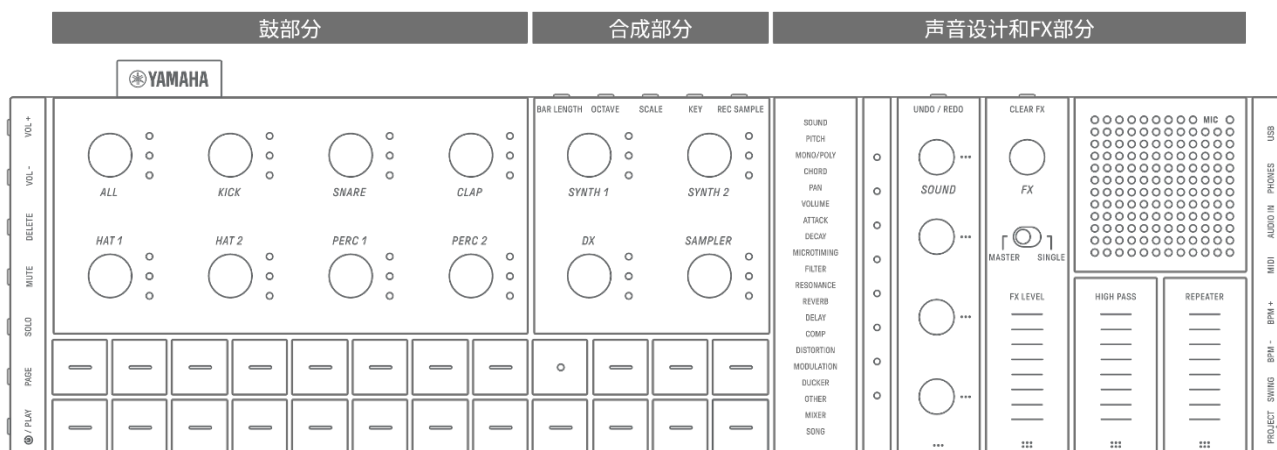 鼓部分
合成部分
声音设计和FX部分
YAMAHA
BAR LENGTH OCTAVE SCALE KEY REC SAMPLE
UNDO / REDO
CLEAR FX
MIC
VOL +
VOL -
DELETE
MUTE
SOLO
PAGE
/ PLAY
ALL KICK SNARE CLAP
SYNTH 1 SYNTH 2
HAT 1 HAT 2 PERC 1 PERC 2
DX SAMPLER
SOUND
PITCH
MONO/POLY
CHORD
PAN
VOLUME
ATTACK
DECAY
MICROTIMING
FILTER
RESONANCE
REVERB
DELAY
COMP
DISTORTION
MODULATION
DUCKER
OTHER
MIXER
SONG
SOUND
FX
MASTER SINGLE
FX LEVEL
HIGH PASS
REPEATER
USB
PHONES
AUDIO IN
MIDI
BPM +
BPM -
SWING
PROJECT